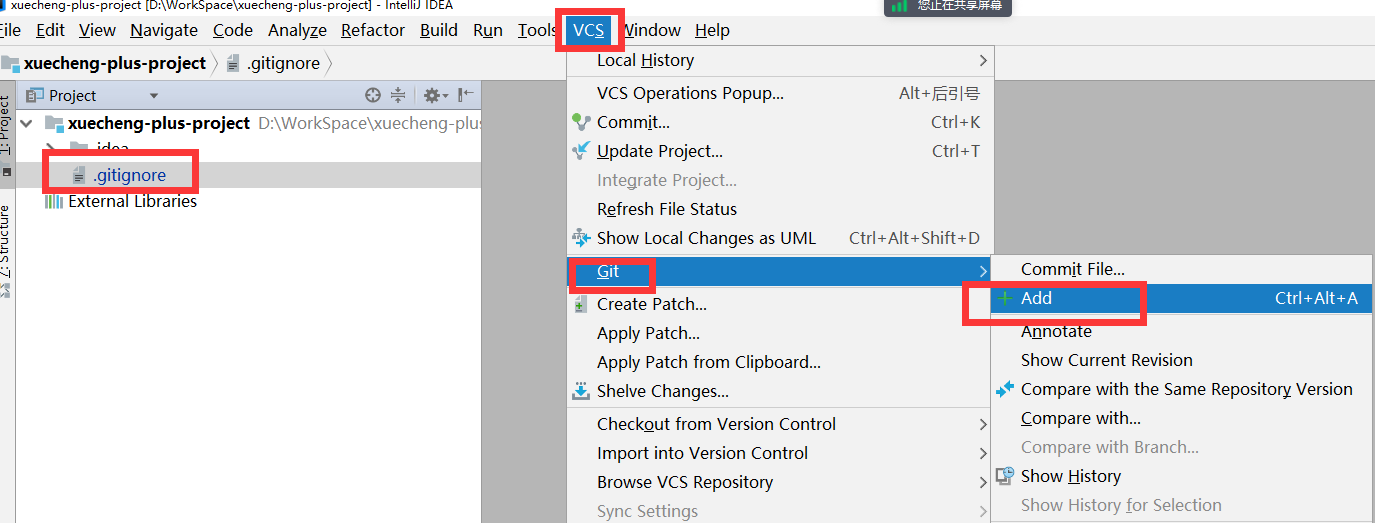 xuecheng-plus-project [D:\WorkSpace\xuecheng-plus-project] - IntelliJ IDEA
您正在共享屏幕
File Edit View Navigate Code Analyze Refactor Build Run Tools VCS Window Help
xuecheng-plus-project .gitignore
1: Project
Project
xuecheng-plus-project D:\WorkSpace\xuecheng-plus
.idea
.gitignore
External Libraries
Z: Structure
Local History
VCS Operations Popup... Alt+后引号
Commit... Ctrl+K
Update Project... Ctrl+T
Integrate Project...
Refresh File Status
Show Local Changes as UML Ctrl+Alt+Shift+D
Git
Create Patch...
Apply Patch...
Apply Patch from Clipboard...
Shelve Changes...
Checkout from Version Control
Import into Version Control
Browse VCS Repository
Sync Settings
Commit File...
Add Ctrl+Alt+A
Annotate
Show Current Revision
Compare with the Same Repository Version
Compare with...
Compare with Branch...
Show History
Show History for Selection